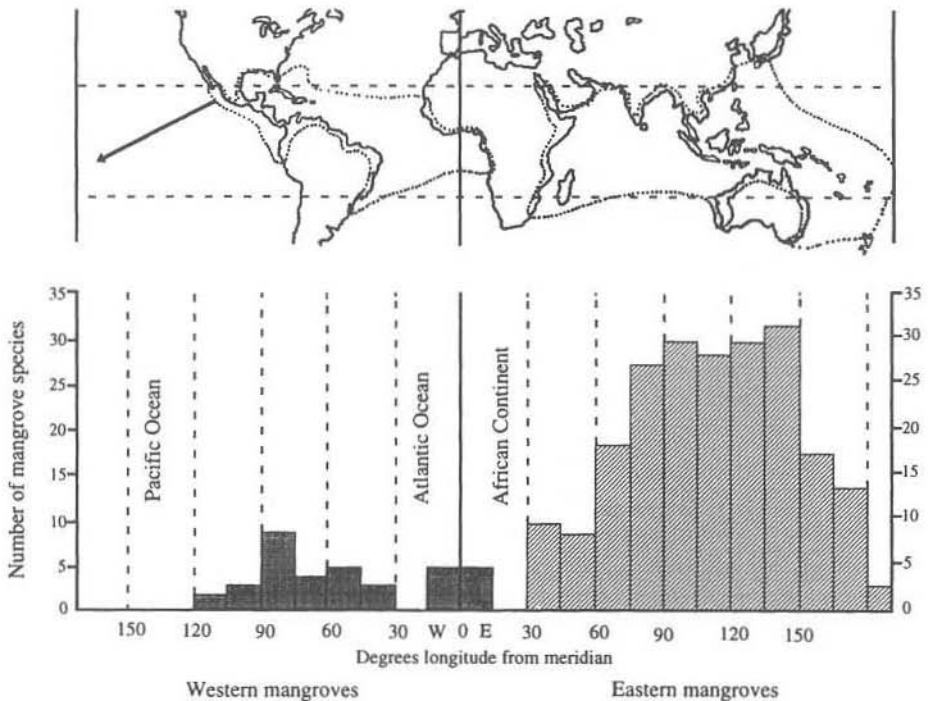 35
30
25
20
15
10
5
0
Number of mangrove species
Pacific Ocean
Atlantic Ocean
African Continent
35
30
25
20
15
10
5
0
150 120 90 60 30 W 0 E 30 60 90 120 150
Degrees longitude from meridian
Western mangroves Eastern mangroves